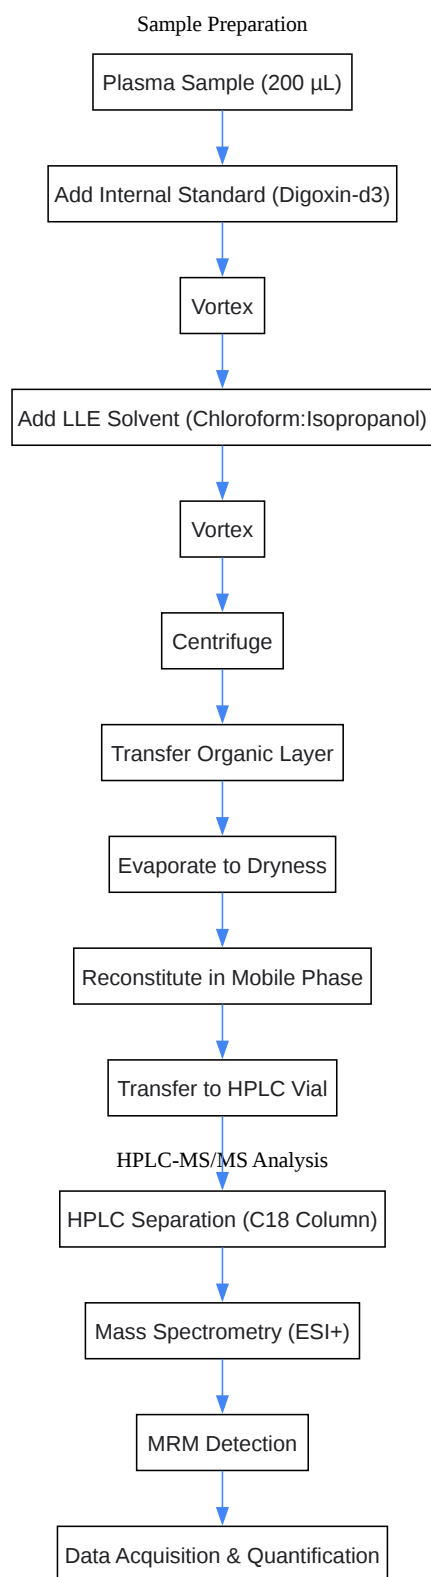 Sample Preparation
Plasma Sample (200 µL)
Add Internal Standard (Digoxin-d3)
Vortex
Add LLE Solvent (Chloroform:Isopropanol)
Vortex
Centrifuge
Transfer Organic Layer
Evaporate to Dryness
Reconstitute in Mobile Phase
Transfer to HPLC Vial
HPLC-MS/MS Analysis
HPLC Separation (C18 Column)
Mass Spectrometry (ESI+)
MRM Detection
Data Acquisition & Quantification